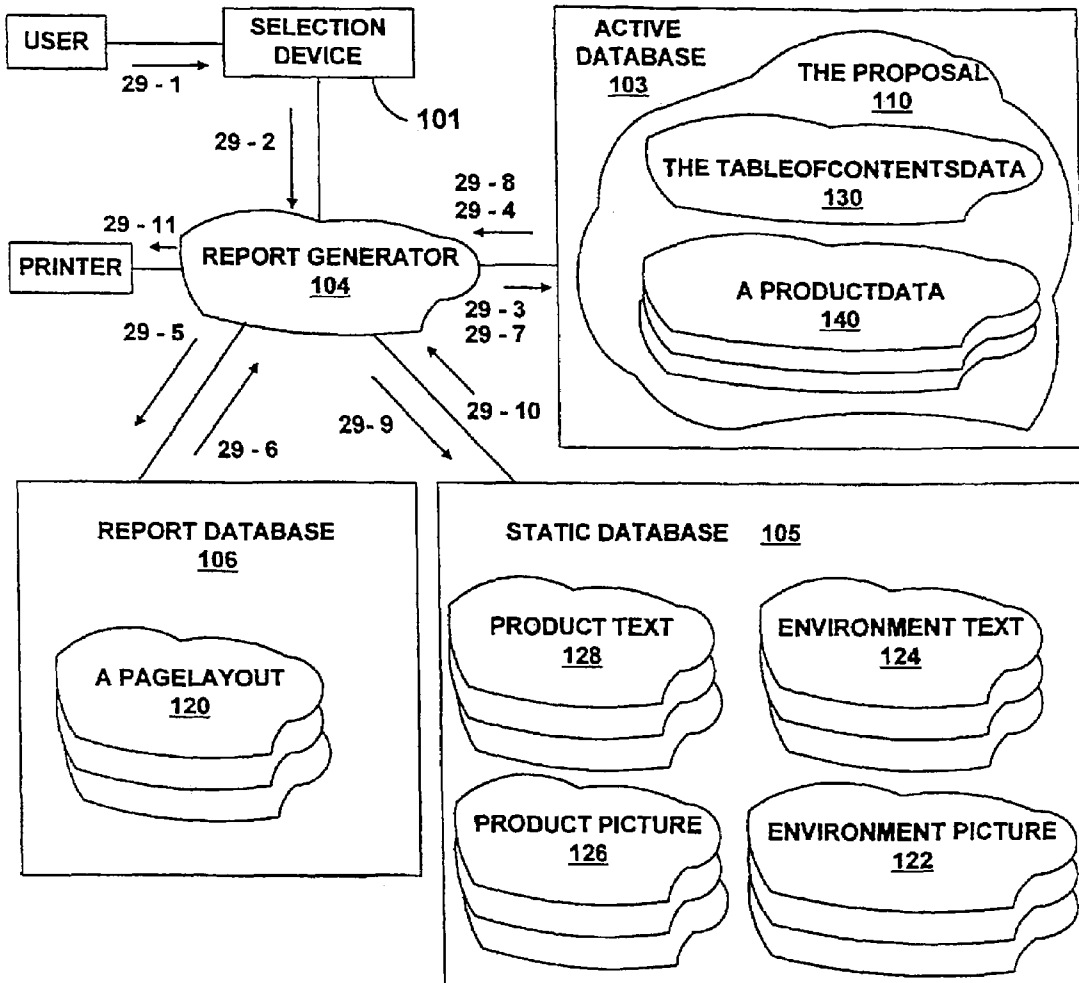 USER
SELECTION
DEVICE
29 - 1
101
29 - 2
ACTIVE
DATABASE
103
THE PROPOSAL
110
THE TABLEOFCONTENTSDATA
130
A PRODUCTDATA
140
29 - 8
29 - 4
29 - 11
PRINTER
REPORT GENERATOR
104
29 - 3
29 - 7
29 - 5
29 - 6
29- 9
29 - 10
REPORT DATABASE
106
A PAGELAYOUT
120
STATIC DATABASE 105
PRODUCT TEXT
128
ENVIRONMENT TEXT
124
PRODUCT PICTURE
126
ENVIRONMENT PICTURE
122